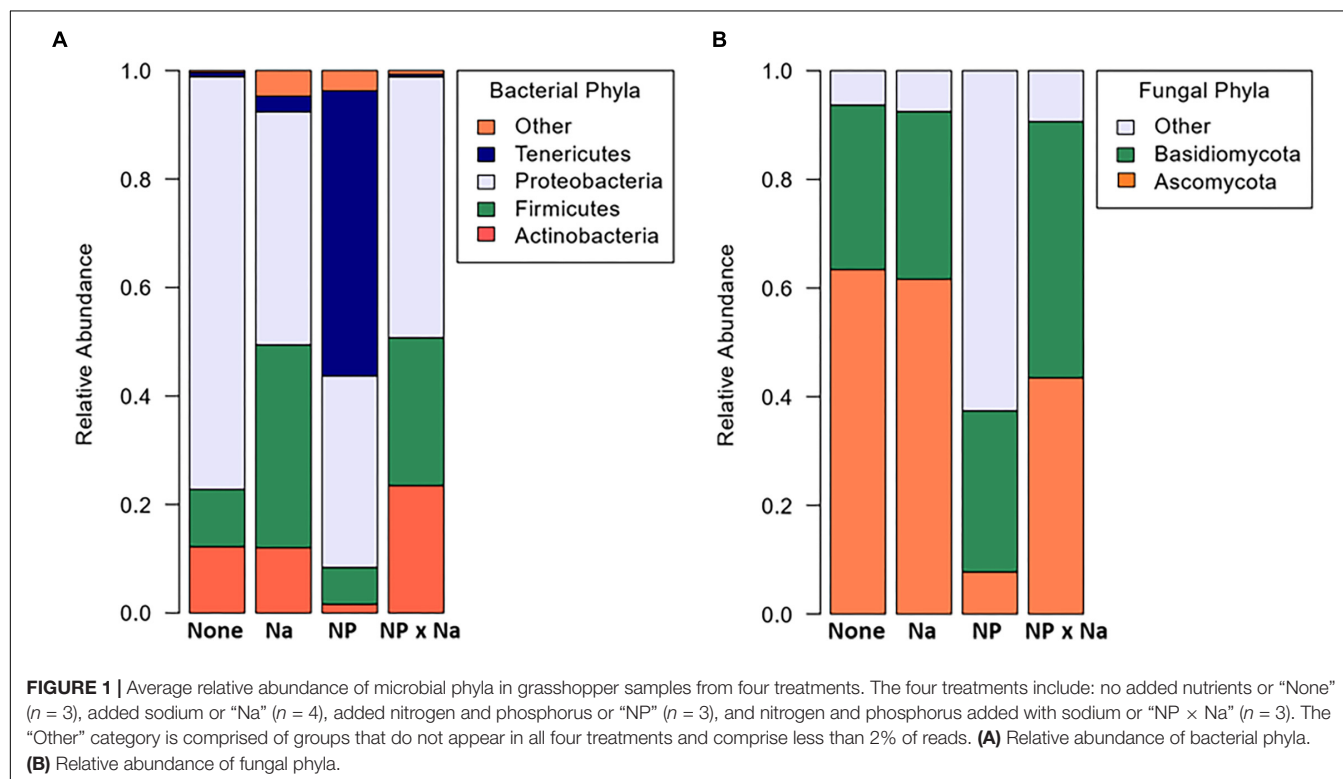 A
Relative Abundance
1.0
0.8
0.6
0.4
0.2
0.0
None Na NP NP x Na
Bacterial Phyla
Other
Tenericutes
Proteobacteria
Firmicutes
Actinobacteria
B
Relative Abundance
1.0
0.8
0.6
0.4
0.2
0.0
None Na NP NP x Na
Fungal Phyla
Other
Basidiomycota
Ascomycota
FIGURE 1 | Average relative abundance of microbial phyla in grasshopper samples from four treatments. The four treatments include: no added nutrients or “None”
(n = 3), added sodium or “Na” (n = 4), added nitrogen and phosphorus or “NP” (n = 3), and nitrogen and phosphorus added with sodium or “NP × Na” (n = 3). The
“Other” category is comprised of groups that do not appear in all four treatments and comprise less than 2% of reads. (A) Relative abundance of bacterial phyla.
(B) Relative abundance of fungal phyla.